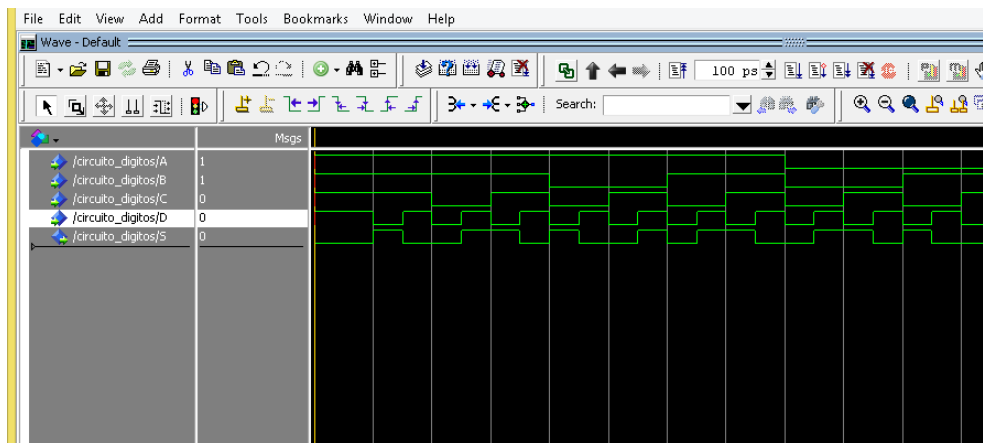 File Edit View Add Format Tools Bookmarks Window Help
Wave - Default
100 ps
Search:
Msgs
/circuito_digitos/A 1
/circuito_digitos/B 1
/circuito_digitos/C 0
/circuito_digitos/D 0
/circuito_digitos/S 0